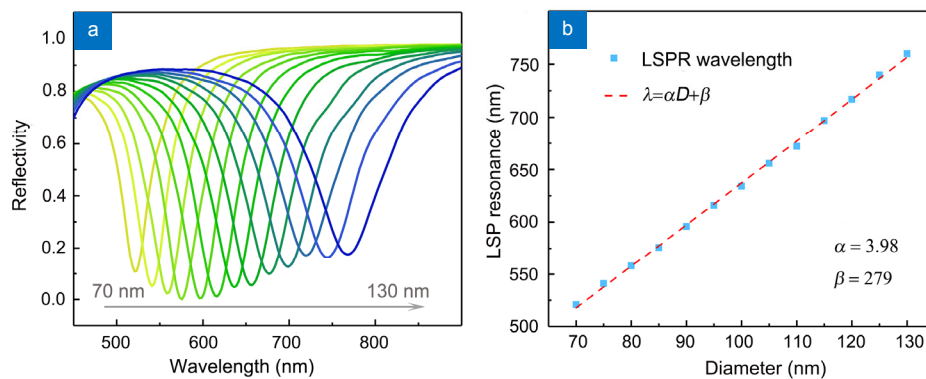 a
1.0
0.8
0.6
0.4
0.2
0.0
Reflectivity
70 nm
130 nm
500
600
700
800
Wavelength (nm)
b
750
700
650
600
550
500
LSP resonance (nm)
LSPR wavelength
λ=αD+β
α = 3.98
β = 279
70
80
90
100
110
120
130
Diameter (nm)